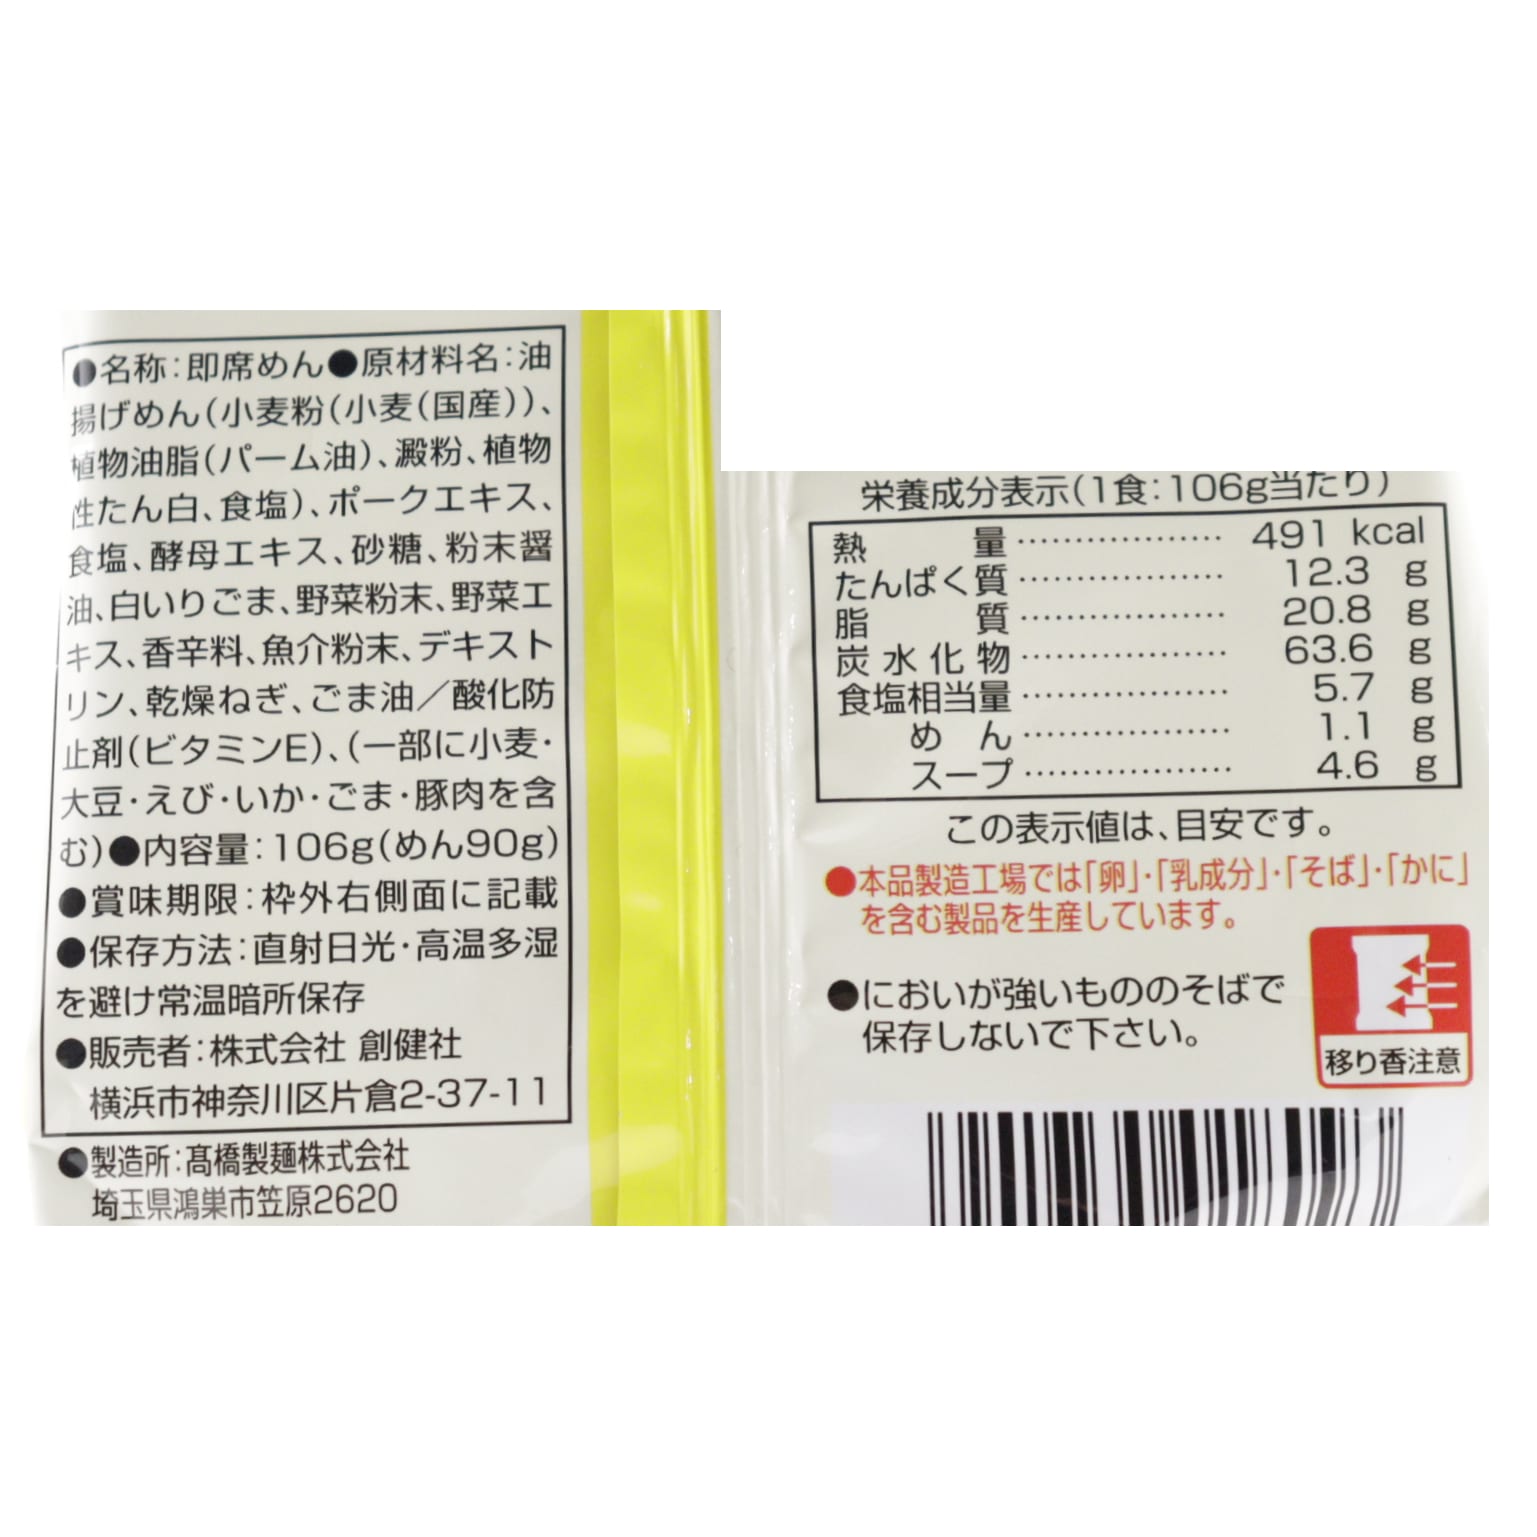 ●名称:即席めん●原材料名:油
揚げめん(小麦粉(小麦(国産))、
植物油脂(パーム油)、澱粉、植物
性たん白、食塩)、ポークエキス、
食塩、酵母エキス、砂糖、粉末醤
油、白いりごま、野菜粉末、野菜エ
キス、香辛料、魚介粉末、デキスト
リン、乾燥ねぎ、ごま油/酸化防
止剤(ビタミンE)、(一部に小麦・
大豆・えび・いか・ごま・豚肉を含
む)●内容量:106g(めん90g)
●賞味期限:枠外右側面に記載
●保存方法:直射日光・高温多湿
を避け常温暗所保存
●販売者:株式会社 創健社
横浜市神奈川区片倉2-37-11
●製造所:髙橋製麺株式会社
埼玉県鴻巣市笠原2620
栄養成分表示(1食:106g当たり)
熱量 491 kcal
たんぱく質 12.3 g
脂質 20.8 g
炭水化物 63.6 g
食塩相当量 5.7 g
めん 1.1 g
スープ 4.6 g
この表示値は、目安です。
●本品製造工場では「卵」・「乳成分」・「そば」・「かに」
を含む製品を生産しています。
●においが強いもののそばで
保存しないで下さい。
移り香注意